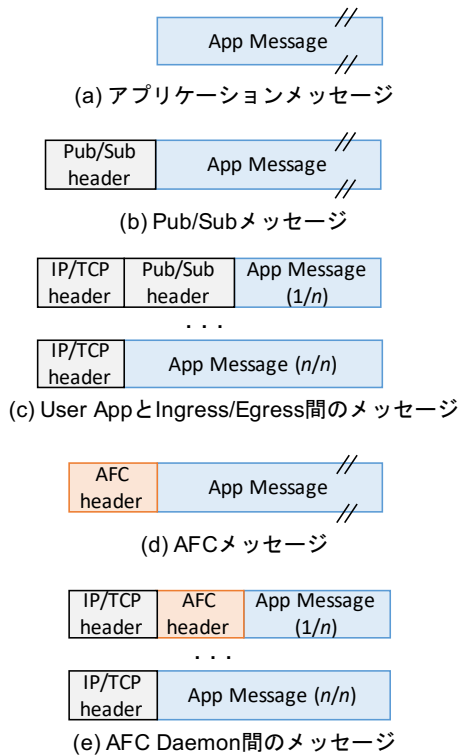 App Message
(a) アプリケーションメッセージ
Pub/Sub
header
App Message
(b) Pub/Subメッセージ
IP/TCP
header
Pub/Sub
header
App Message
(1/n)
. . .
IP/TCP
header
App Message (n/n)
(c) User AppとIngress/Egress間のメッセージ
AFC
header
App Message
(d) AFCメッセージ
IP/TCP
header
AFC
header
App Message
(1/n)
. . .
IP/TCP
header
App Message (n/n)
(e) AFC Daemon間のメッセージ